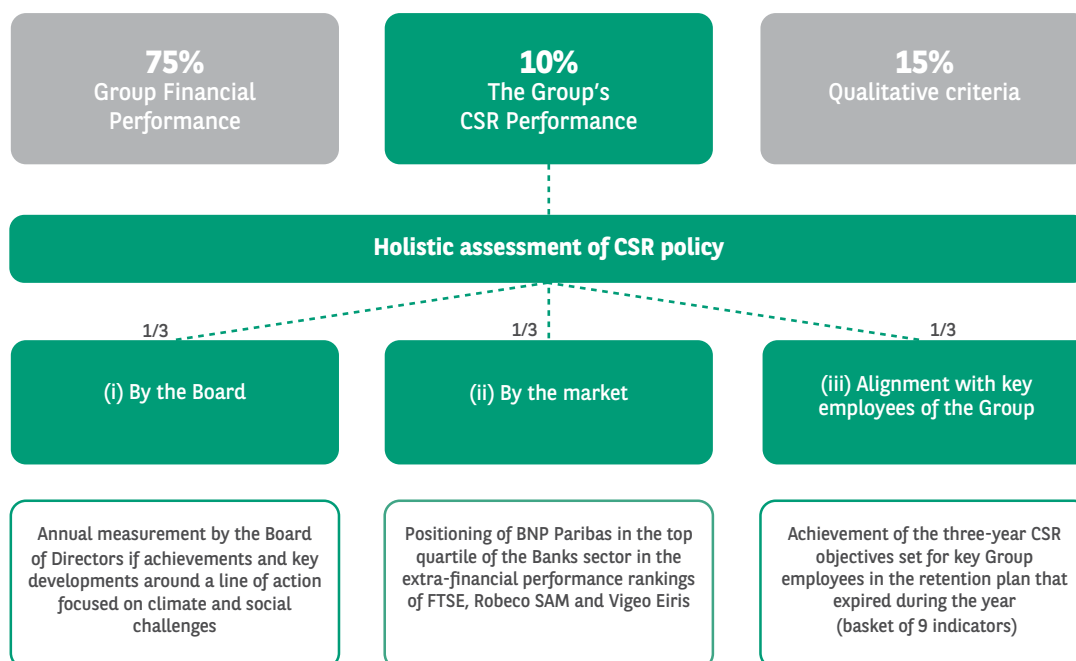 75%
Group Financial
Performance
10%
The Group's
CSR Performance
15%
Qualitative criteria
Holistic assessment of CSR policy
1/3
1/3
1/3
(i) By the Board
(ii) By the market
(iii) Alignment with key
employees of the Group
Annual measurement by the Board
of Directors if achievements and key
developments around a line of action
focused on climate and social
challenges
Positioning of BNP Paribas in the top
quartile of the Banks sector in the
extra-financial performance rankings
of FTSE, Robeco SAM and Vigeo Eiris
Achievement of the three-year CSR
objectives set for key Group
employees in the retention plan that
expired during the year
(basket of 9 indicators)